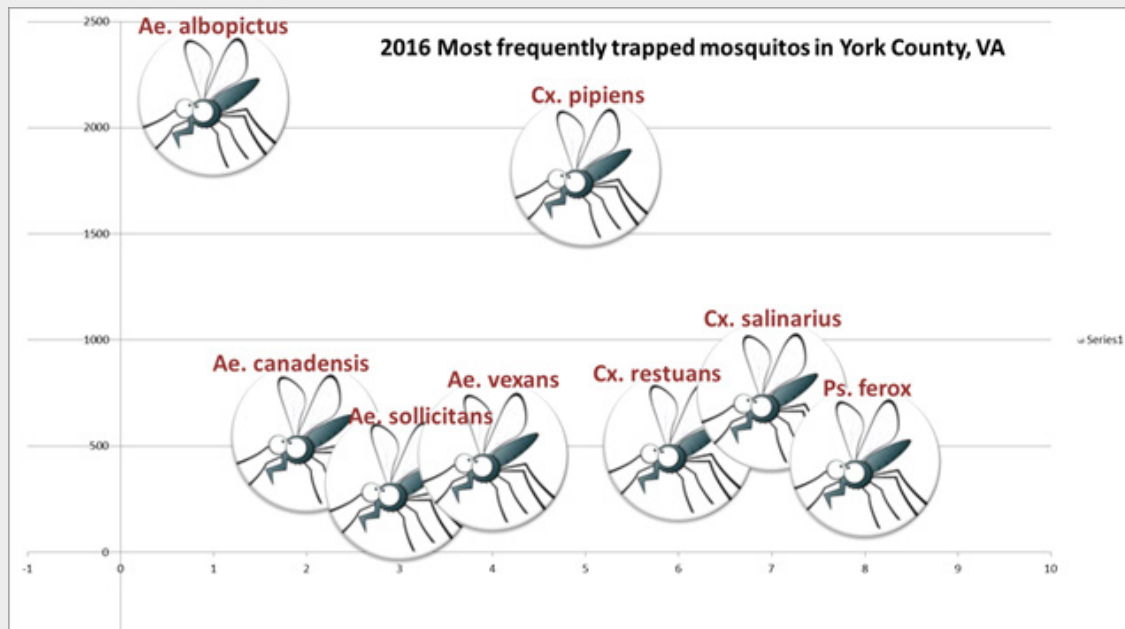 2016 Most frequently trapped mosquitos in York County, VA
2500
2000
1500
1000
500
0
Ae. albopictus
Cx. pipiens
Cx. salinarius
Ae. canadensis
Ae. vexans
Cx. restuans
Ps. ferox
Ae. sollicitans
Series1
-1 0 1 2 3 4 5 6 7 8 9 10